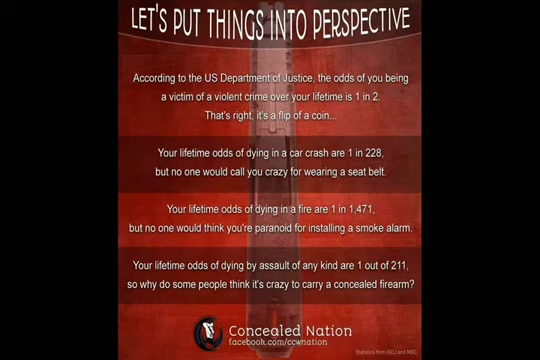 LET'S PUT THINGS INTO PERSPECTIVE
According to the US Department of Justice, the odds of you being
a victim of a violent crime over your lifetime is 1 in 2.
That's right, it's a flip of a coin...
Your lifetime odds of dying in a car crash are 1 in 228,
but no one would call you crazy for wearing a seat belt.
Your lifetime odds of dying in a fire are 1 in 1,471,
but no one would think you're paranoid for installing a smoke alarm.
Your lifetime odds of dying by assault of any kind are 1 out of 211,
so why do some people think it's crazy to carry a concealed firearm?
Concealed Nation
facebook.com/ccwnation
Statistics from DOJ and NSC